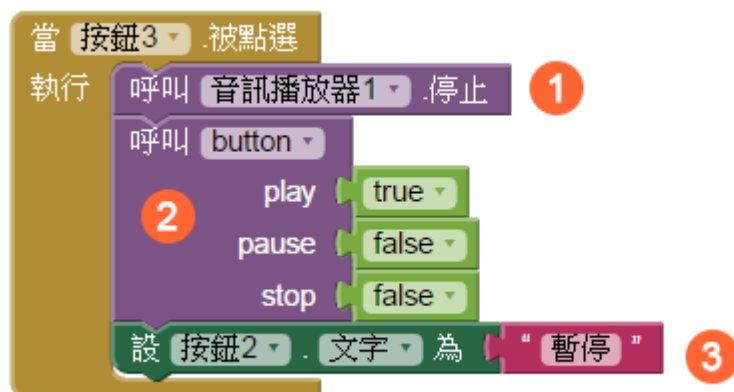 當 按鈕3 .被點選
執行 呼叫 音訊播放器1 .停止 1
呼叫 button
play true
2
pause false
stop false
設 按鈕2 . 文字 為 " 暫停 " 3